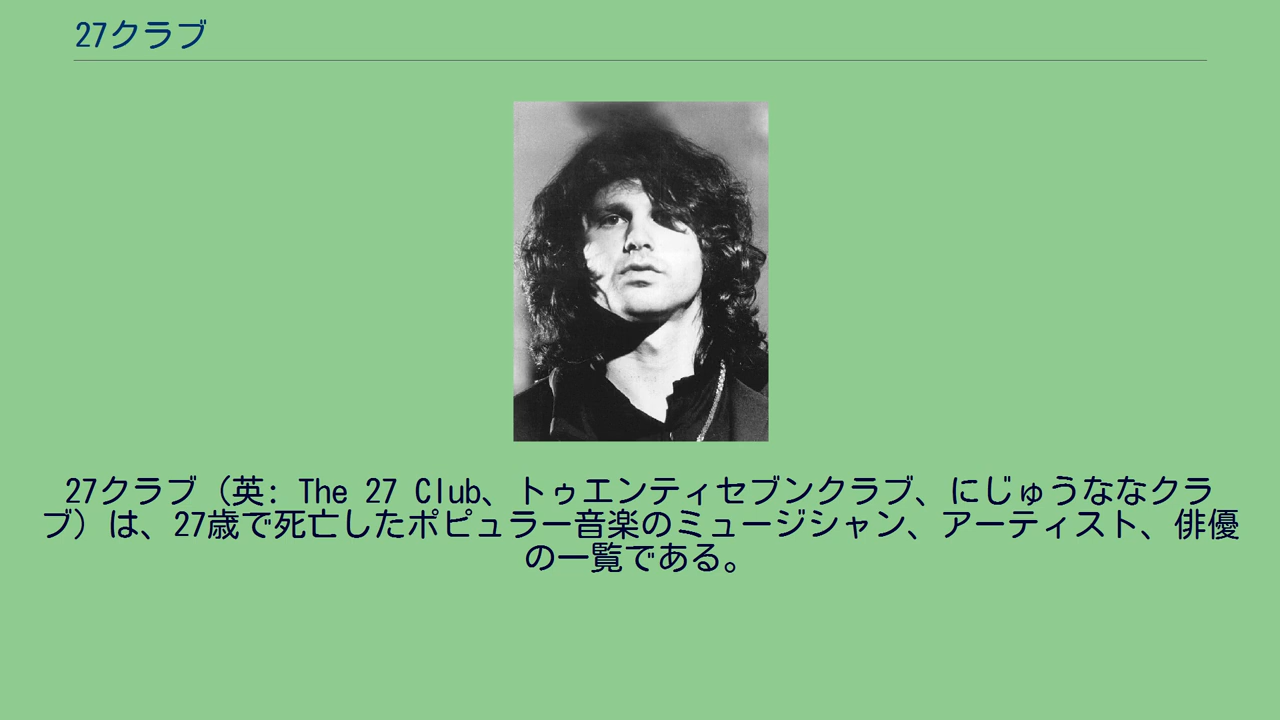 27クラブ
27クラブ（英: The 27 Club、トゥエンティセブンクラブ、にじゅうななクラ
ブ）は、27歳で死亡したポピュラー音楽のミュージシャン、アーティスト、俳優
の一覧である。